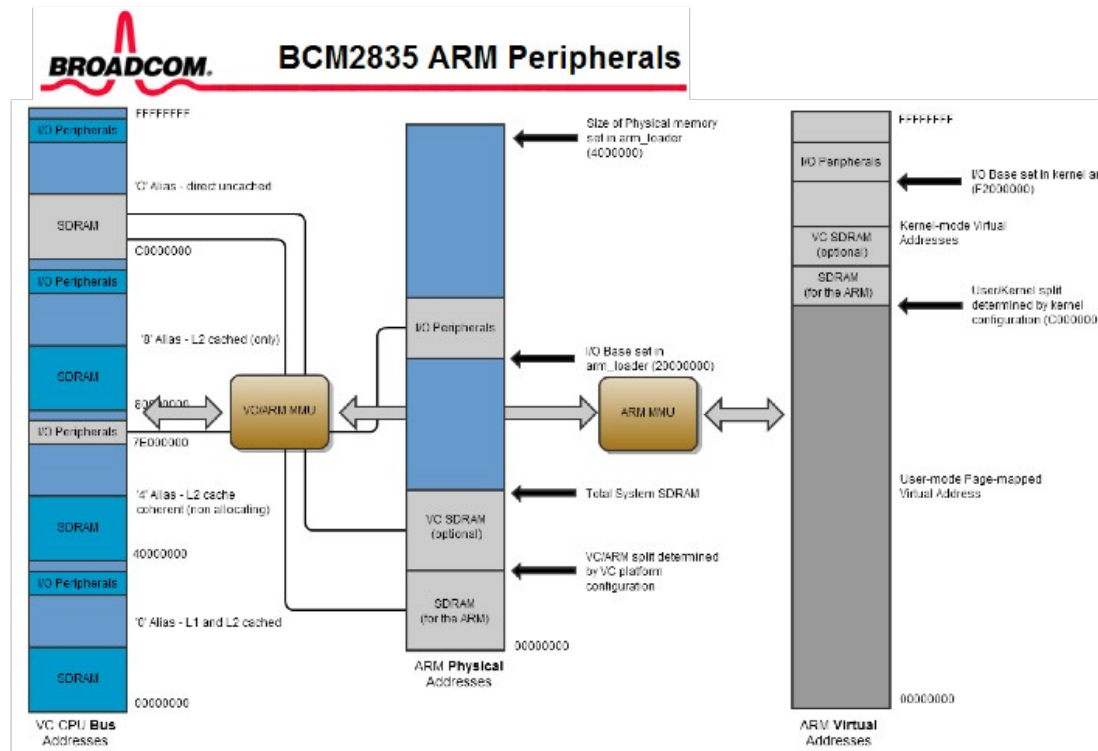 BROADCOM.
BCM2835 ARM Peripherals
FFFFFFFF
I/O Peripherals
'C' Alias - direct uncached
SDRAM
C0000000
I/O Peripherals
'8' Alias - L2 cached (only)
SDRAM
I/O Peripherals
7E000000
'4' Alias - L2 cache
coherent (non allocating)
SDRAM
40000000
I/O Peripherals
'0' Alias - L1 and L2 cached
SDRAM
00000000
VC CPU Bus
Addresses
VC/ARM MMU
Size of Physical memory
set in arm_loader
(4000000)
I/O Peripherals
I/O Base set in
arm_loader (20000000)
Total System SDRAM
VC SDRAM
(optional)
VC/ARM split determined
by VC platform
configuration
SDRAM
(for the ARM)
00000000
ARM Physical
Addresses
ARM MMU
FFFFFFFF
I/O Peripherals
I/O Base set in kernel
(F2000000)
Kernel-mode Virtual
Addresses
VC SDRAM
(optional)
SDRAM
(for the ARM)
User/Kernel split
determined by kernel
configuration (C000000
User-mode Page-mapped
Virtual Address
00000000
ARM Virtual
Addresses